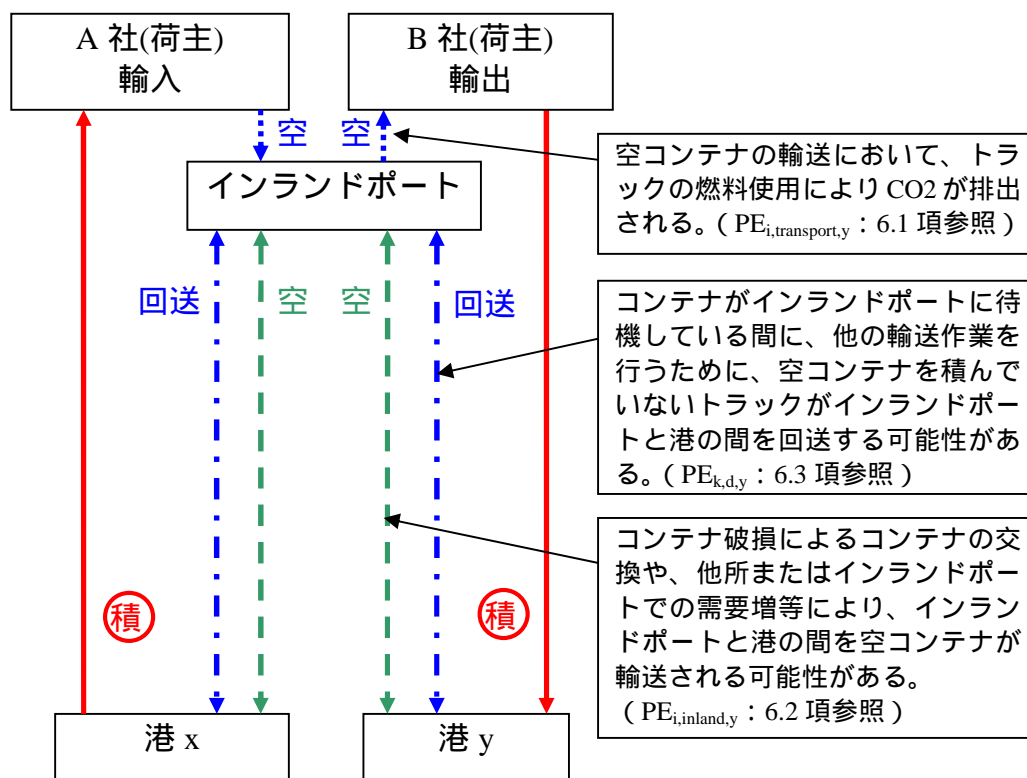 A 社(荷主)
輸入
B 社(荷主)
輸出
空
空
インランドポート
空コンテナの輸送において、トラ
ックの燃料使用により CO2 が排出
される。( PEi,transport,y : 6.1 項参照 )
回送
空
空
回送
コンテナがインランドポートに待
機している間に、他の輸送作業を
行うために、空コンテナを積んで
いないトラックがインランドポー
トと港の間を回送する可能性があ
る。( PEk,d,y : 6.3 項参照 )
コンテナ破損によるコンテナの交
換や、他所またはインランドポー
トでの需要増等により、インラン
ドポートと港の間を空コンテナが
輸送される可能性がある。
( PEi,inland,y : 6.2 項参照 )
積
積
港 x
港 y